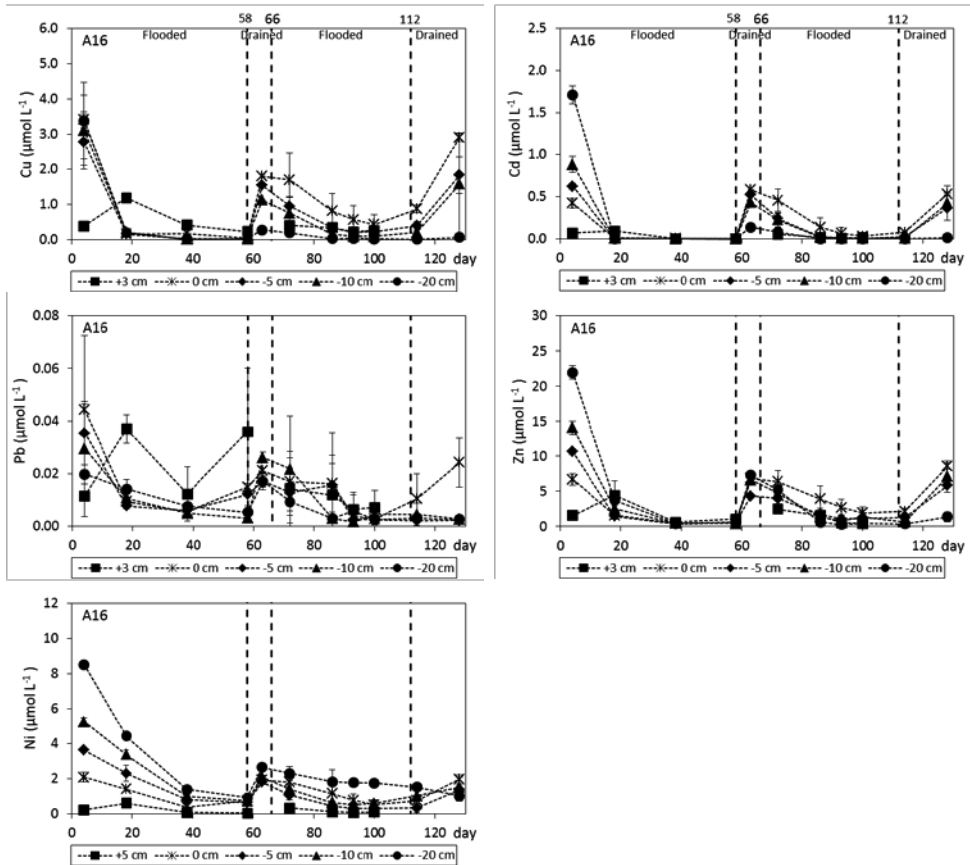 58 66 112
A16 Flooded Drained Flooded Drained
Cu (µmol L⁻¹)
6.0
5.0
4.0
3.0
2.0
1.0
0.0
0 20 40 60 80 100 120 day
+3 cm 0 cm -5 cm -10 cm -20 cm
58 66 112
A16 Flooded Drained Flooded Drained
Cd (µmol L⁻¹)
2.5
2.0
1.5
1.0
0.5
0.0
0 20 40 60 80 100 120 day
+3 cm 0 cm -5 cm -10 cm -20 cm
A16
Pb (µmol L⁻¹)
0.08
0.06
0.04
0.02
0.00
0 20 40 60 80 100 day
+3 cm 0 cm -5 cm -10 cm -20 cm
A16
Zn (µmol L⁻¹)
30
25
20
15
10
5
0
0 20 40 60 80 100 120 day
+3 cm 0 cm -5 cm -10 cm -20 cm
A16
Ni (µmol L⁻¹)
12
10
8
6
4
2
0
0 20 40 60 80 100 120 day
+5 cm 0 cm -5 cm -10 cm -20 cm